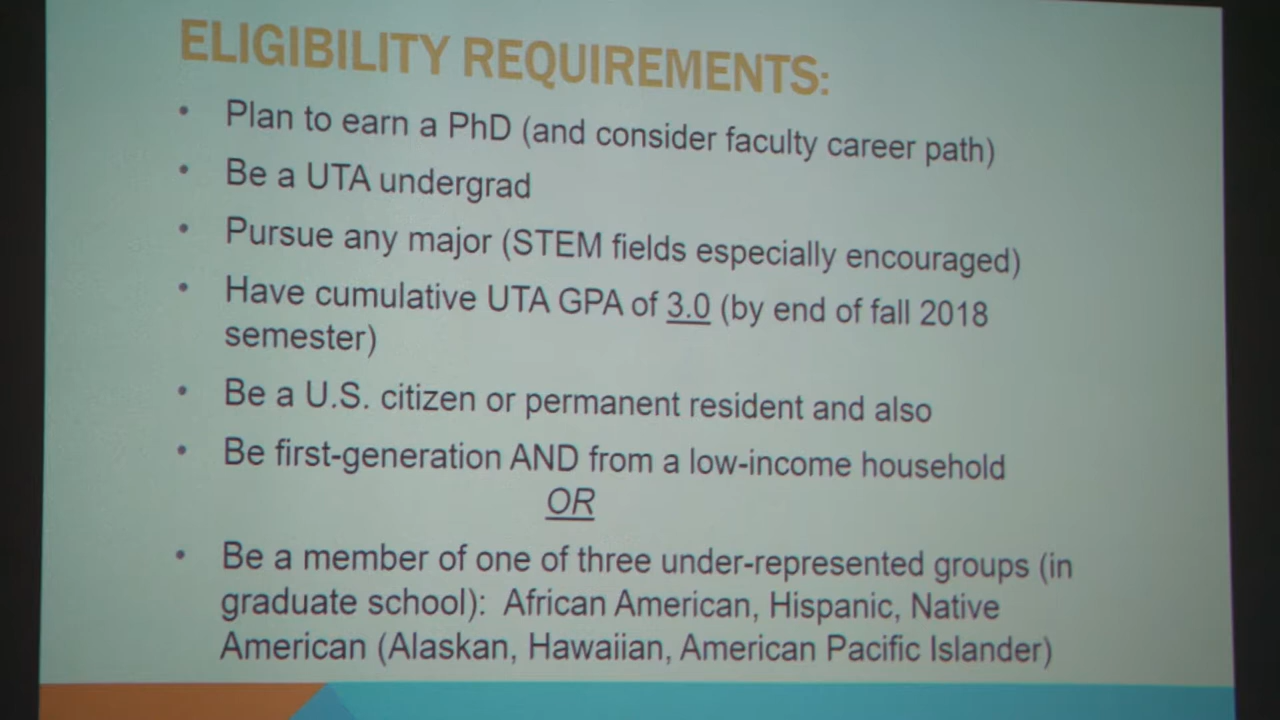 ELIGIBILITY REQUIREMENTS:
• Plan to earn a PhD (and consider faculty career path)
• Be a UTA undergrad
• Pursue any major (STEM fields especially encouraged)
• Have cumulative UTA GPA of 3.0 (by end of fall 2018
semester)
• Be a U.S. citizen or permanent resident and also
• Be first-generation AND from a low-income household
OR
• Be a member of one of three under-represented groups (in
graduate school): African American, Hispanic, Native
American (Alaskan, Hawaiian, American Pacific Islander)